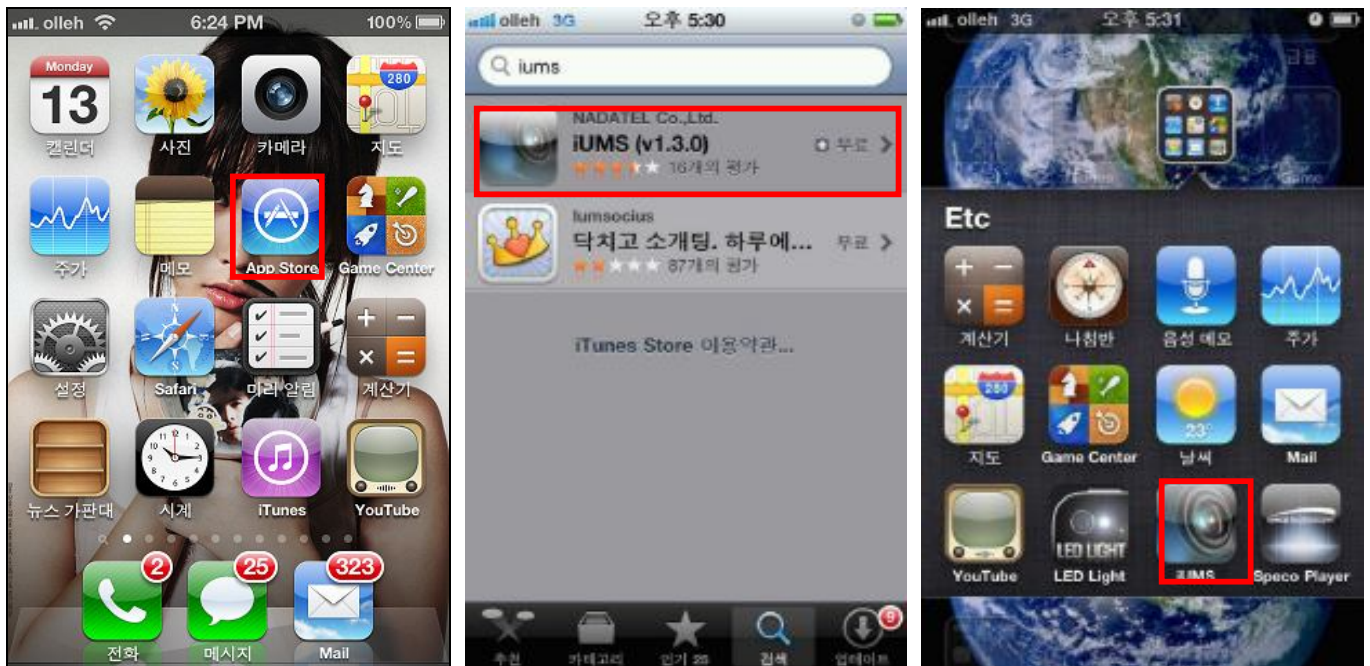 olleh 6:24 PM 100%
Monday
13
280
캘린더 사진 카메라 지도
주가 메모 App Store Game Center
설정 Safari 미리 알림 계산기
뉴스 가판대 시계 iTunes YouTube
2 25 323
전화 메시지 Mail
olleh 3G 오후 5:30
iums
NADATEL Co.,Ltd.
iUMS (v1.3.0) 무료
16개의 평가
lumsocius
닥치고 소개팅. 하루에... 무료
87개의 평가
iTunes Store 이용약관...
9
추천 카테고리 인기 25 검색 업데이트
olleh 3G 오후 5:31
금융
Game
Etc
계산기 나침반 음성 메모 주가
280
23°
지도 Game Center 날씨 Mail
LED LIGHT
YouTube LED Light iUMS Speco Player